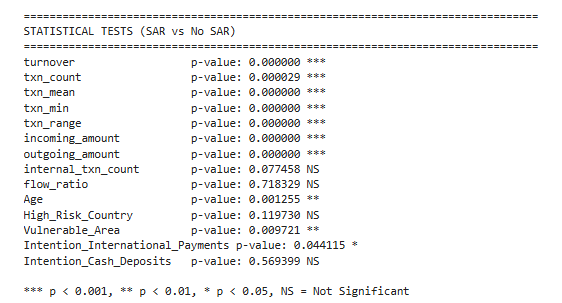 ================================================================================
STATISTICAL TESTS (SAR vs No SAR)
================================================================================
turnover p-value: 0.000000 ***
txn_count p-value: 0.000029 ***
txn_mean p-value: 0.000000 ***
txn_min p-value: 0.000000 ***
txn_range p-value: 0.000000 ***
incoming_amount p-value: 0.000000 ***
outgoing_amount p-value: 0.000000 ***
internal_txn_count p-value: 0.077458 NS
flow_ratio p-value: 0.718329 NS
Age p-value: 0.001255 **
High_Risk_Country p-value: 0.119730 NS
Vulnerable_Area p-value: 0.009721 **
Intention_International_Payments p-value: 0.044115 *
Intention_Cash_Deposits p-value: 0.569399 NS
*** p < 0.001, ** p < 0.01, * p < 0.05, NS = Not Significant